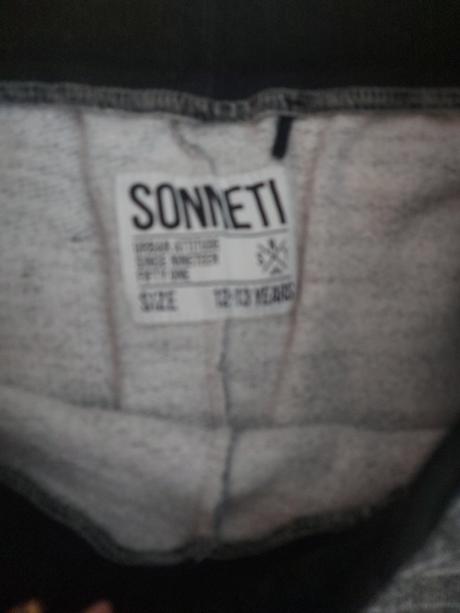 SONNETI
URBAN ATTITUDE
SINCE NINETEEN
FIFTY ONE
SIZE 12-13 YEARS